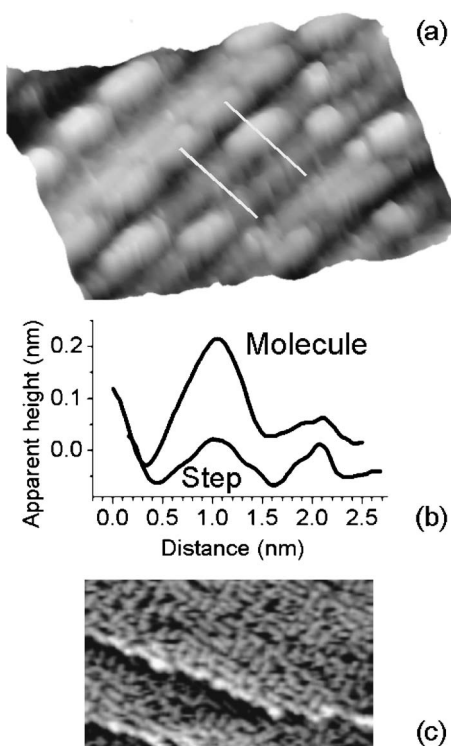 (a)
0.2
0.1
0.0
Apparent height (nm)
Molecule
Step
0.0 0.5 1.0 1.5 2.0 2.5
Distance (nm)
(b)
(c)